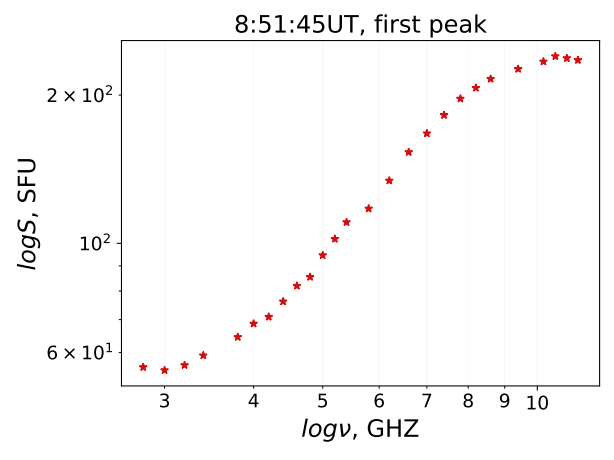 8:51:45UT, first peak
2 × 10²
10²
6 × 10¹
logS, SFU
3 4 5 6 7 8 9 10
logν, GHZ